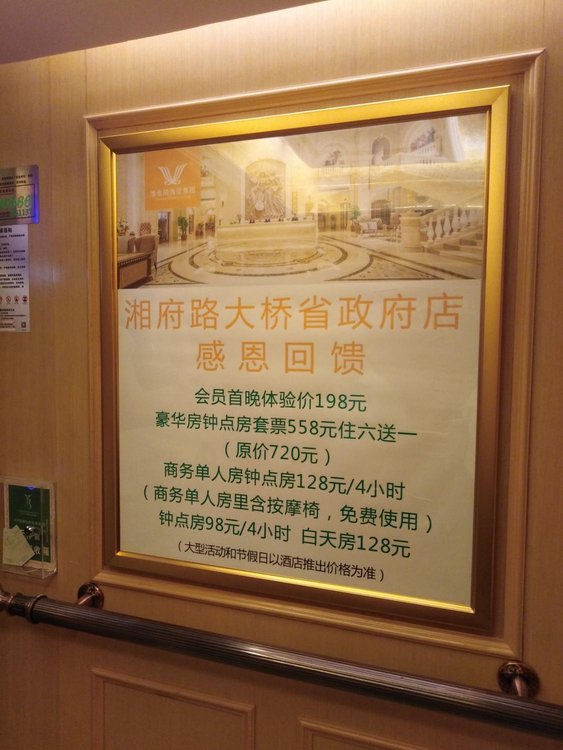 湘府路大桥省政府店
感恩回馈
会员首晚体验价198元
豪华房钟点房套票558元住六送一
（原价720元）
商务单人房钟点房128元/4小时
（商务单人房里含按摩椅，免费使用）
钟点房98元/4小时 白天房128元
（大型活动和节假日以酒店推出价格为准）